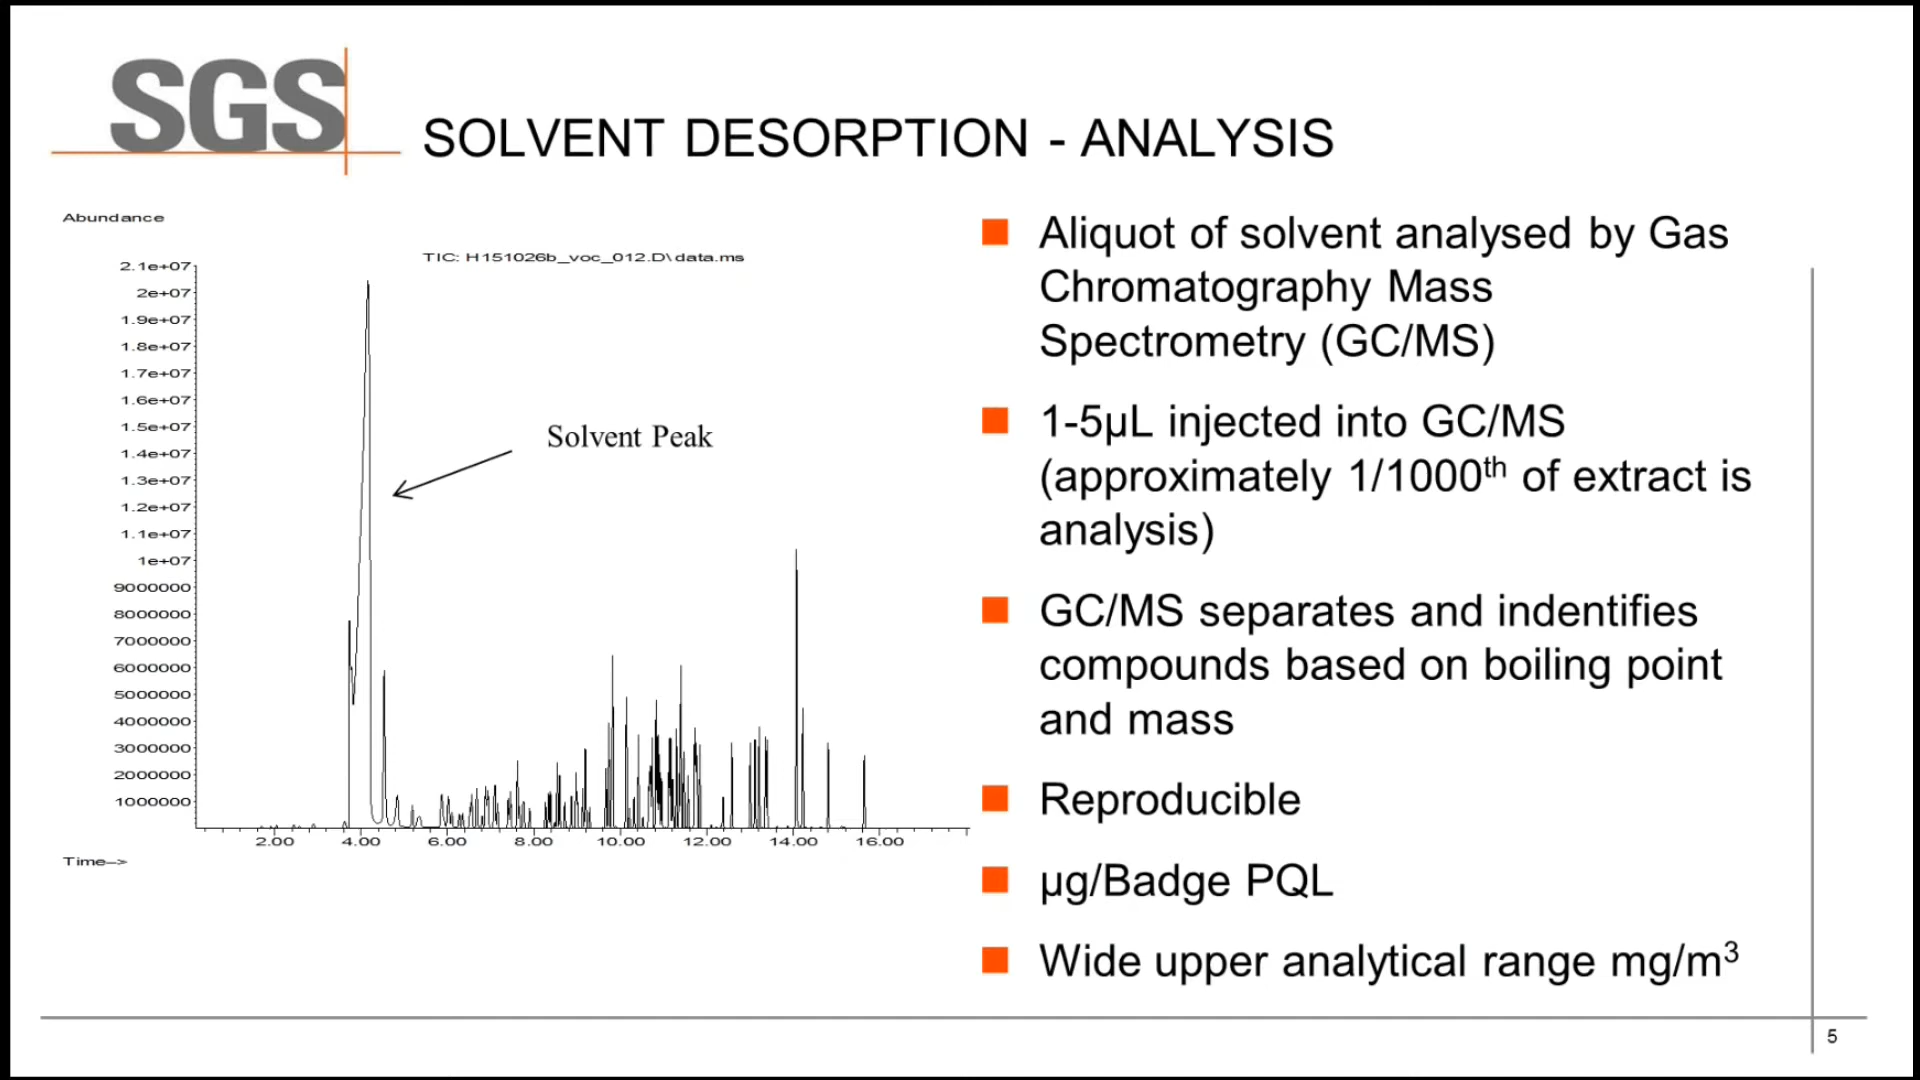 SGS
SOLVENT DESORPTION - ANALYSIS
Abundance
TIC: H151026b_voc_012.D\data.ms
2.1e+07
2e+07
1.9e+07
1.8e+07
1.7e+07
1.6e+07
1.5e+07
1.4e+07
1.3e+07
1.2e+07
1.1e+07
1e+07
9000000
8000000
7000000
6000000
5000000
4000000
3000000
2000000
1000000
Solvent Peak
2.00 4.00 6.00 8.00 10.00 12.00 14.00 16.00
Time-->
Aliquot of solvent analysed by Gas
Chromatography Mass
Spectrometry (GC/MS)
1-5µL injected into GC/MS
(approximately 1/1000th of extract is
analysis)
GC/MS separates and indentifies
compounds based on boiling point
and mass
Reproducible
µg/Badge PQL
Wide upper analytical range mg/m³
5